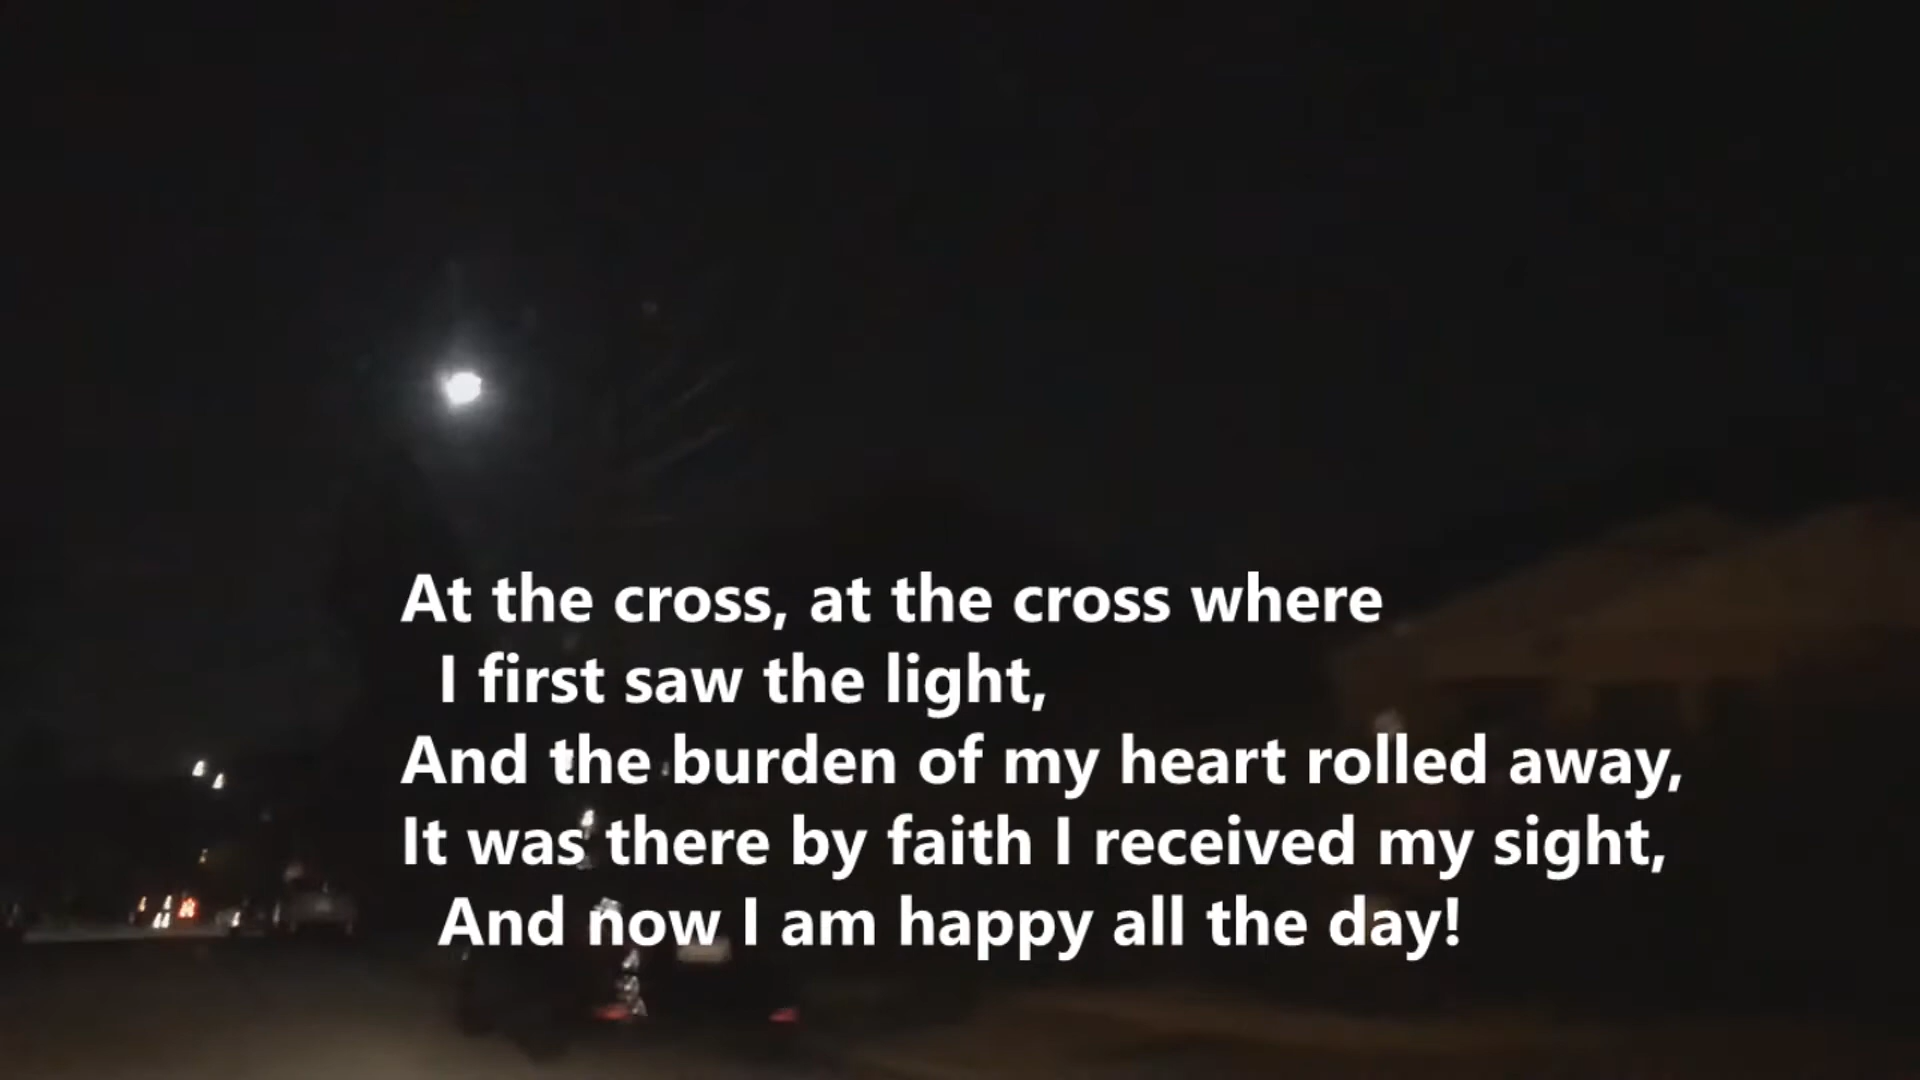 At the cross, at the cross where
I first saw the light,
And the burden of my heart rolled away,
It was there by faith I received my sight,
And now I am happy all the day!